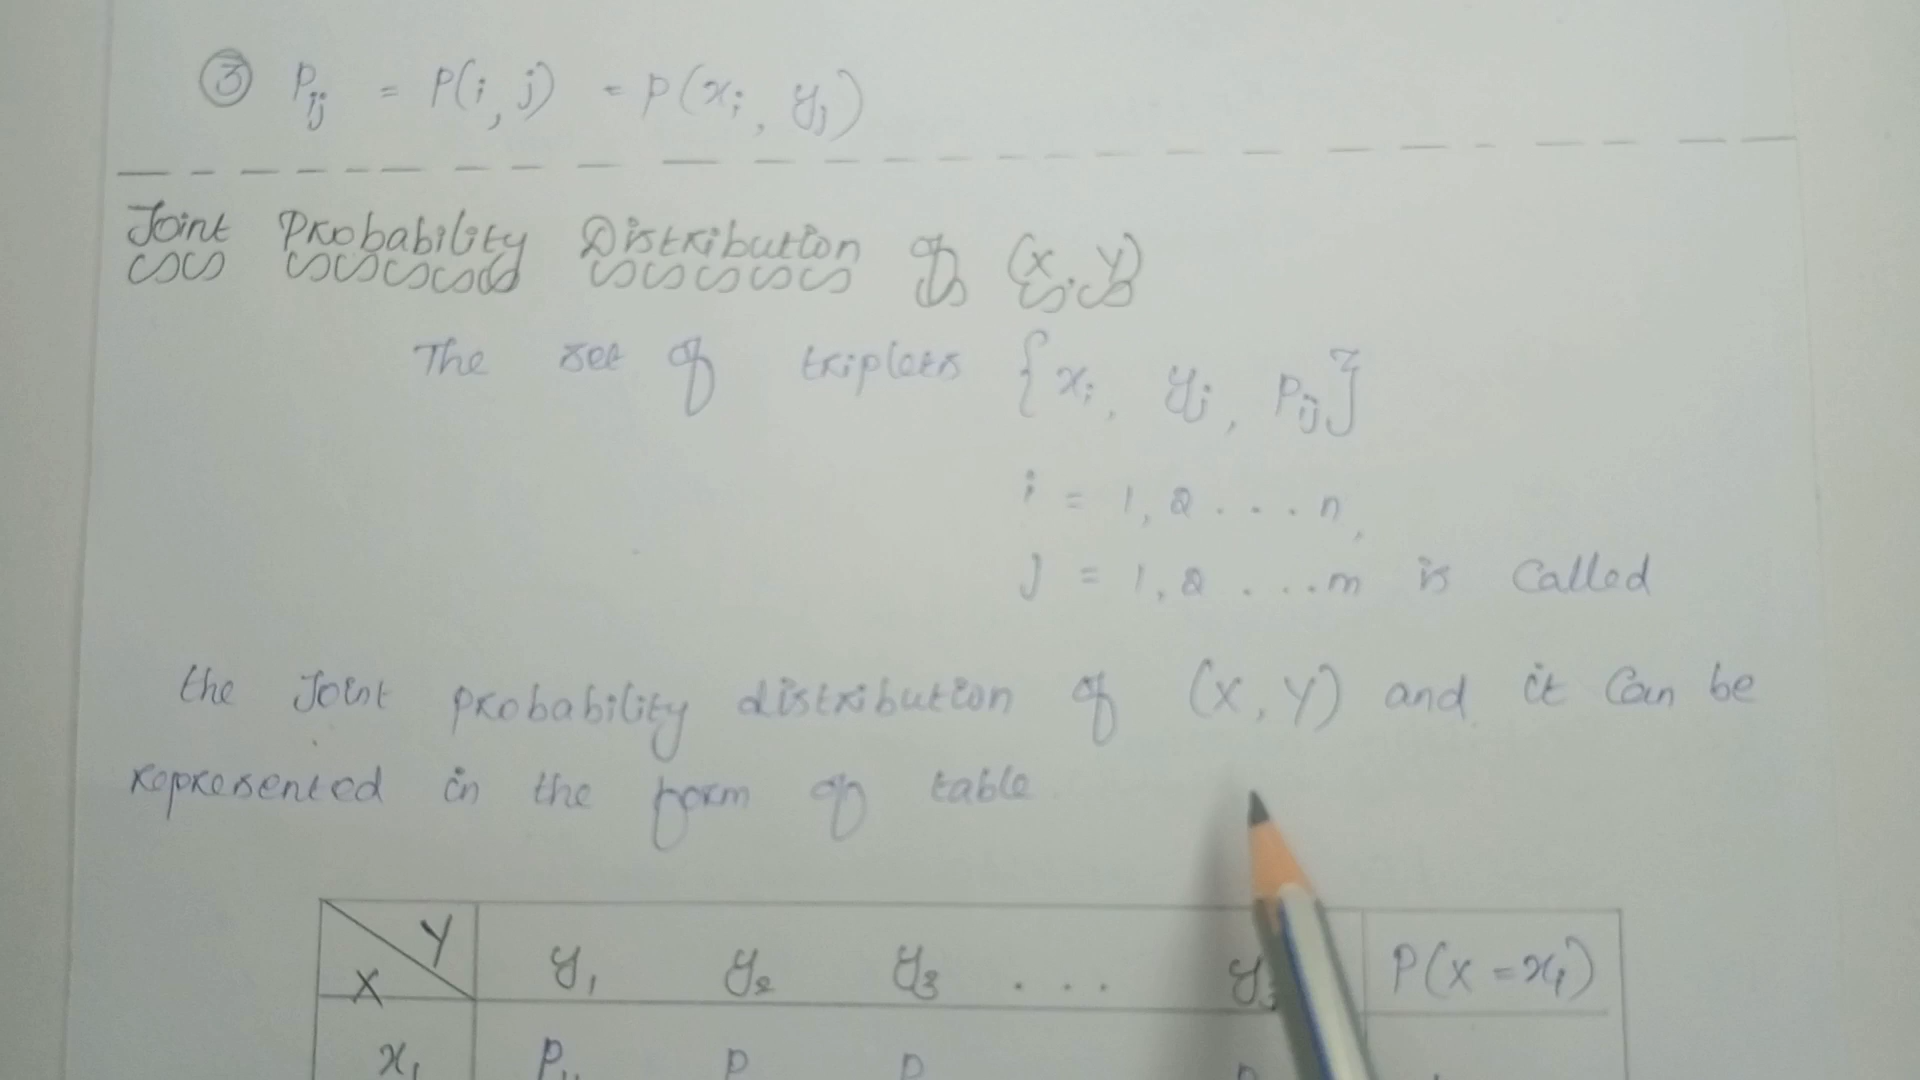 ③ Pij = P(i, j) = P(xi, yj)
Joint Probability Distribution of (X, Y)
The set of triplets {xi, yj, Pij}
i = 1, 2 . . . n,
j = 1, 2 . . . m is called
the Joint probability distribution of (X, Y) and it can be
represented in the form of table
Y X y1 y2 y3 . . . P(X = xi)
x1 P11 P P